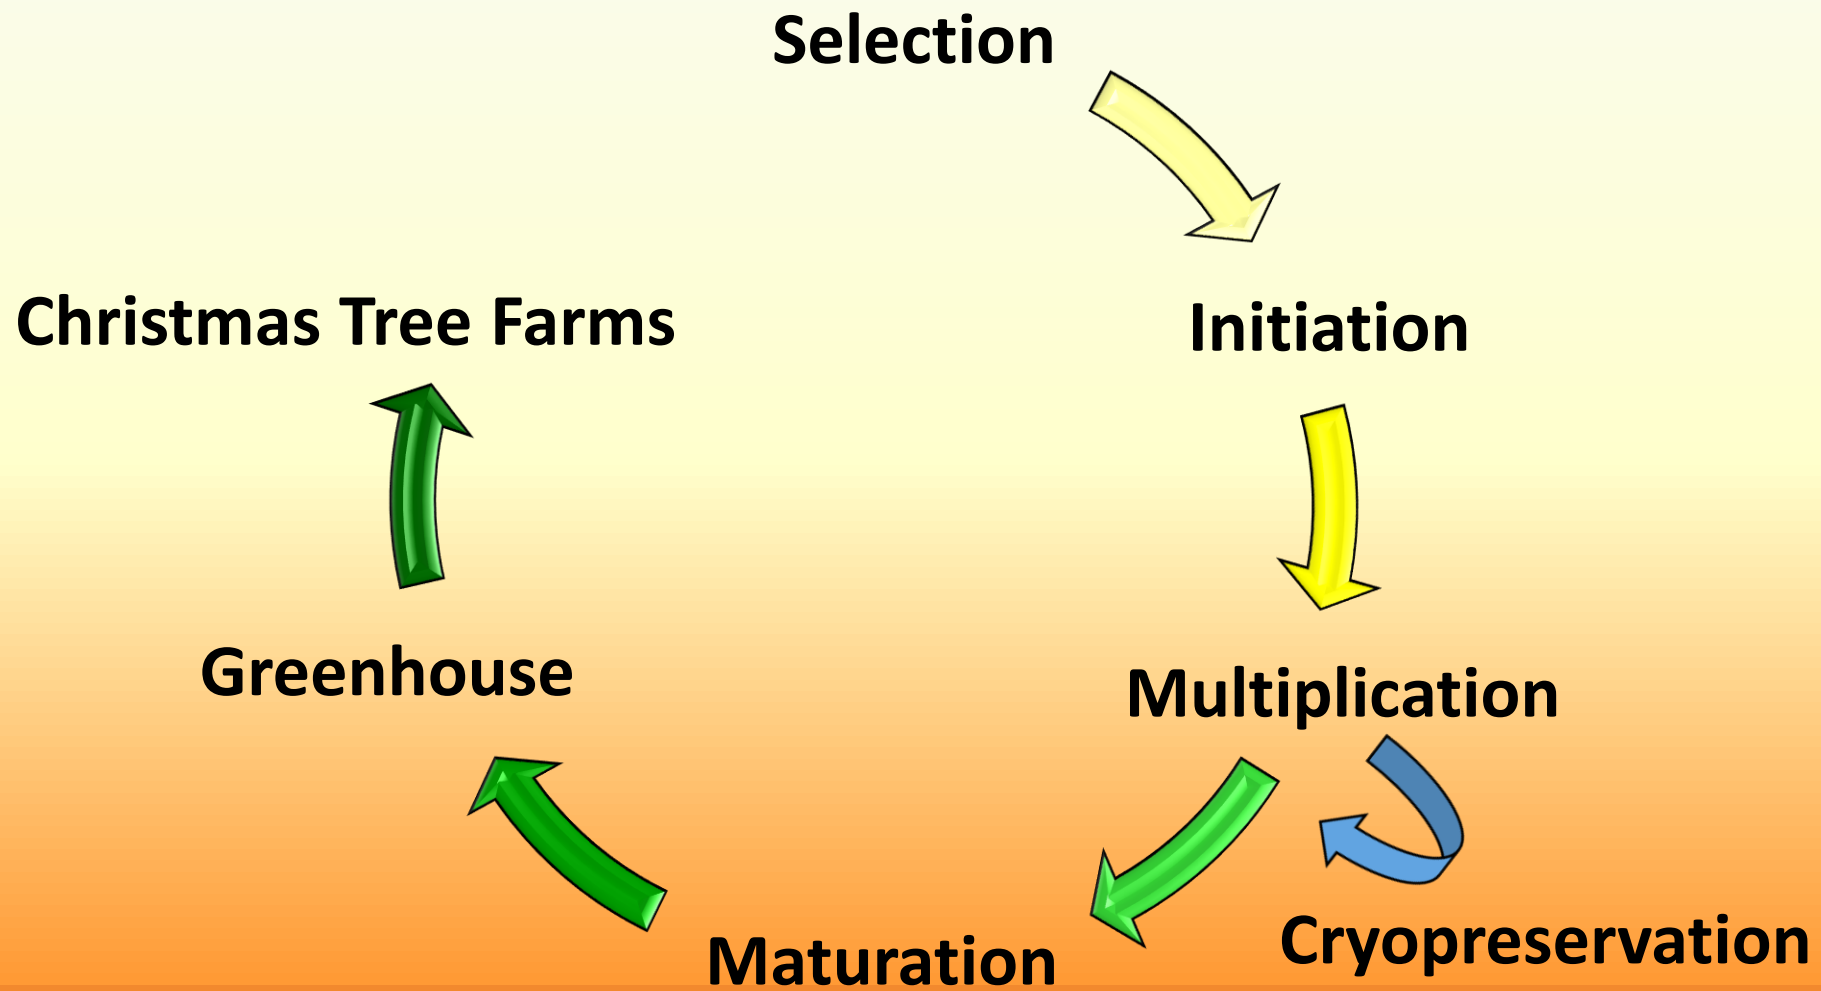 Selection
Initiation
Multiplication
Cryopreservation
Maturation
Greenhouse
Christmas Tree Farms